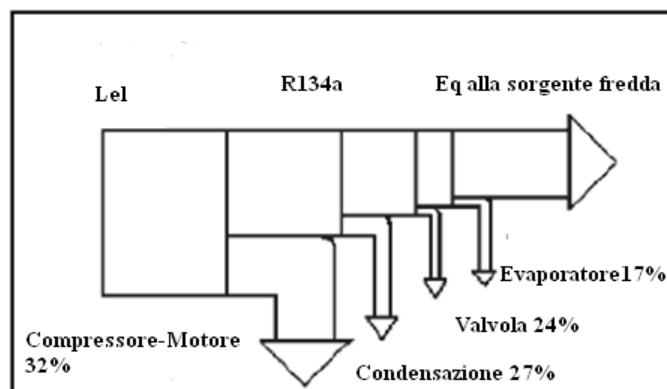 Lel
R134a
Eq alla sorgente fredda
Evaporatore17%
Valvola 24%
Compressore-Motore
32%
Condensazione 27%